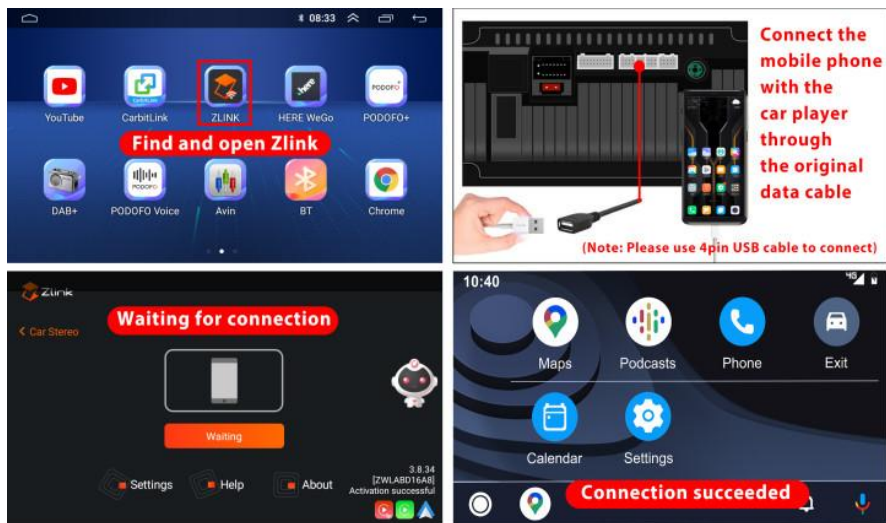 08:33
YouTube
CarbitLink
ZLINK
HERE WeGo
PODOFO+
Find and open Zlink
DAB+
PODOFO Voice
Avin
BT
Chrome
Connect the
mobile phone
with the
car player
through
the original
data cable
(Note: Please use 4pin USB cable to connect)
Zlink
Waiting for connection
< Car Stereo
Waiting
Settings
Help
About
3.8.34
[ZWLABD16A8]
Activation successful
10:40
4G
Maps
Podcasts
Phone
Exit
Calendar
Settings
Connection succeeded